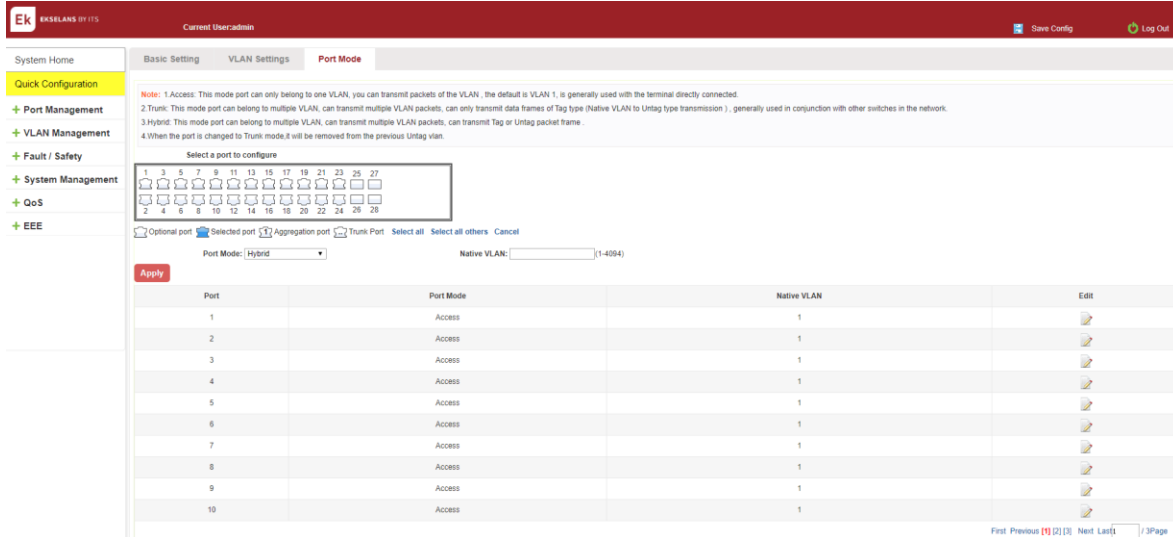 Ek EKSELANS BY ITS
Current User:admin
Save Config
Log Out
System Home
Quick Configuration
+ Port Management
+ VLAN Management
+ Fault / Safety
+ System Management
+ QoS
+ EEE
Basic Setting VLAN Settings Port Mode
Note: 1.Access: This mode port can only belong to one VLAN, you can transmit packets of the VLAN , the default is VLAN 1, is generally used with the terminal directly connected.
2.Trunk: This mode port can belong to multiple VLAN, can transmit multiple VLAN packets, can only transmit data frames of Tag type (Native VLAN to Untag type transmission ) , generally used in conjunction with other switches in the network.
3.Hybrid: This mode port can belong to multiple VLAN, can transmit multiple VLAN packets, can transmit Tag or Untag packet frame .
4.When the port is changed to Trunk mode,it will be removed from the previous Untag vlan.
Select a port to configure
1 3 5 7 9 11 13 15 17 19 21 23 25 27
2 4 6 8 10 12 14 16 18 20 22 24 26 28
Optional port Selected port Aggregation port Trunk Port Select all Select all others Cancel
Port Mode: Hybrid Native VLAN: (1-4094)
Apply
Port Port Mode Native VLAN Edit
1 Access 1
2 Access 1
3 Access 1
4 Access 1
5 Access 1
6 Access 1
7 Access 1
8 Access 1
9 Access 1
10 Access 1
First Previous [1] [2] [3] Next Last 1 / 3Page